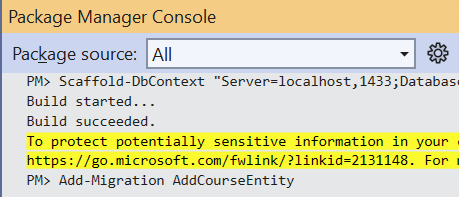 Package Manager Console
Package source: All
PM> Scaffold-DbContext "Server=localhost,1433;Database
Build started...
Build succeeded.
To protect potentially sensitive information in your
https://go.microsoft.com/fwlink/?linkid=2131148. For
PM> Add-Migration AddCourseEntity